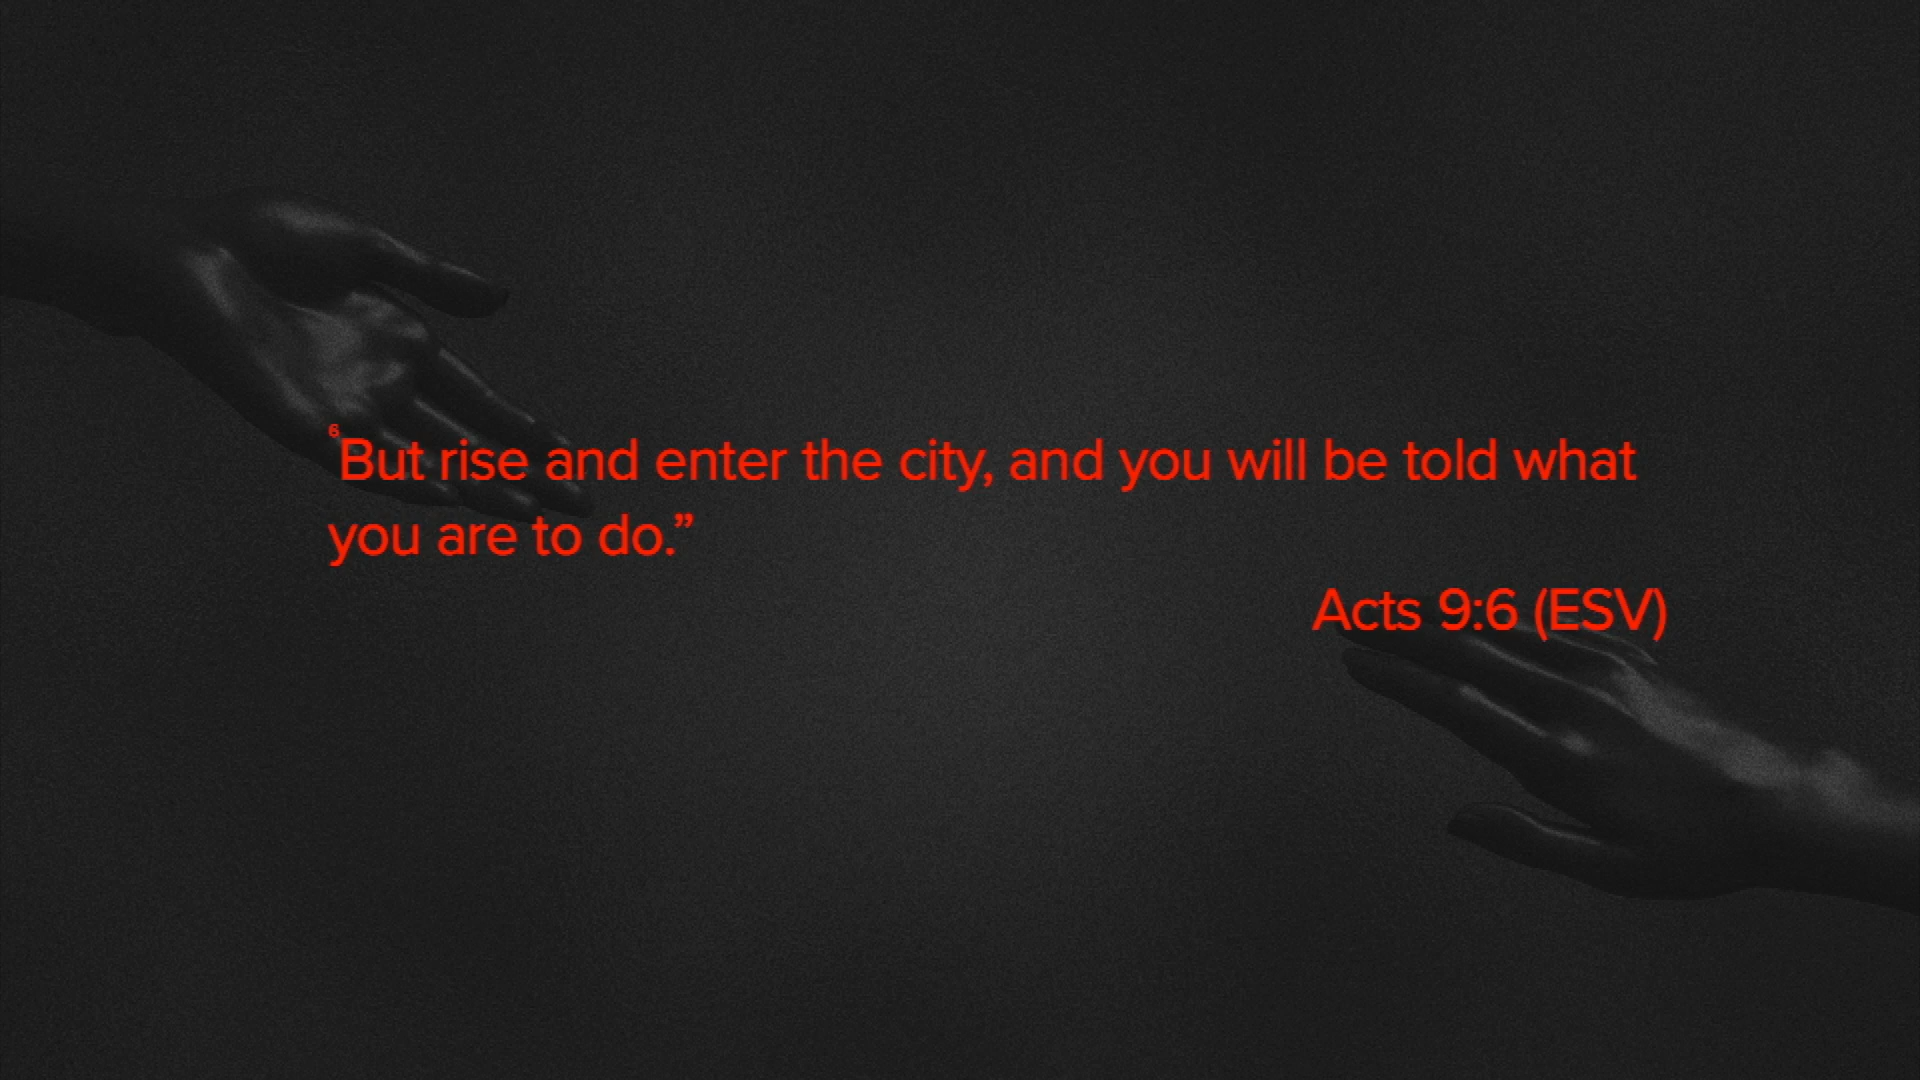 ⁶But rise and enter the city, and you will be told what
you are to do.”
Acts 9:6 (ESV)